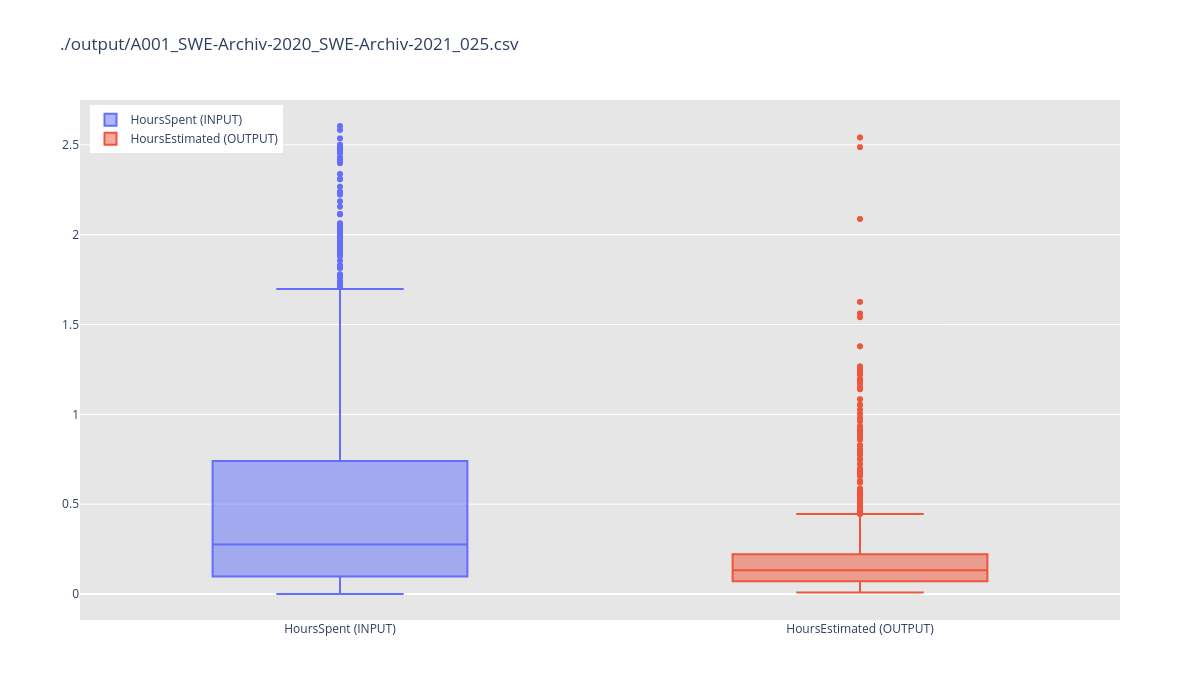 ./output/A001_SWE-Archiv-2020_SWE-Archiv-2021_025.csv
HoursSpent (INPUT)
HoursEstimated (OUTPUT)
2.5
2
1.5
1
0.5
0
HoursSpent (INPUT)
HoursEstimated (OUTPUT)